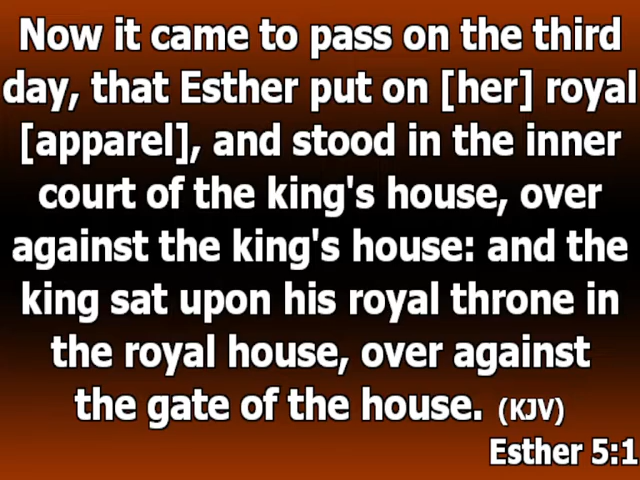 Now it came to pass on the third
day, that Esther put on [her] royal
[apparel], and stood in the inner
court of the king's house, over
against the king's house: and the
king sat upon his royal throne in
the royal house, over against
the gate of the house. (KJV)
Esther 5:1